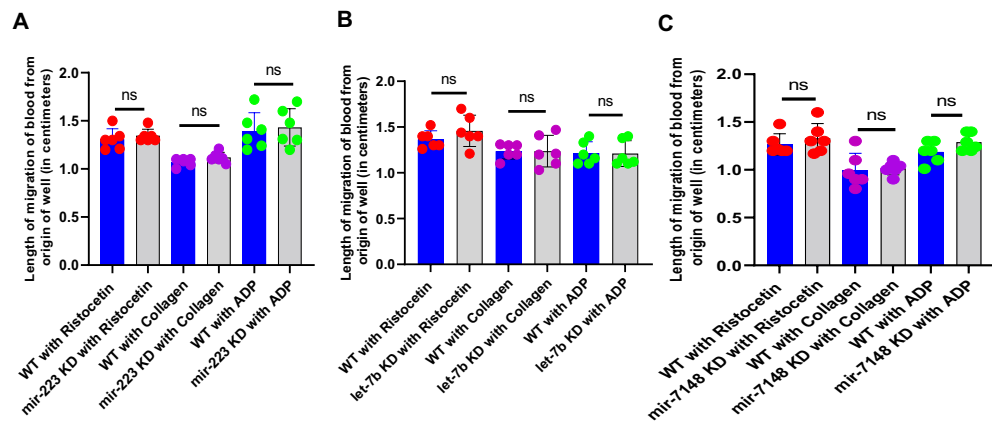 A
Length of migration of blood from
origin of well (in centimeters)
2.0
1.5
1.0
0.5
0.0
ns
ns
ns
WT with Ristocetin
mir-223 KD with Ristocetin
WT with Collagen
mir-223 KD with Collagen
WT with ADP
mir-223 KD with ADP
B
Length of migration of blood from
origin of well (in centimeters)
2.0
1.5
1.0
0.5
0.0
ns
ns
ns
WT with Ristocetin
let-7b KD with Ristocetin
WT with Collagen
let-7b KD with Collagen
WT with ADP
let-7b KD with ADP
C
Length of migration of blood from
origin of well (in centimeters)
2.0
1.5
1.0
0.5
0.0
ns
ns
ns
WT with Ristocetin
mir-7148 KD with Ristocetin
WT with Collagen
mir-7148 KD with Collagen
WT with ADP
mir-7148 KD with ADP